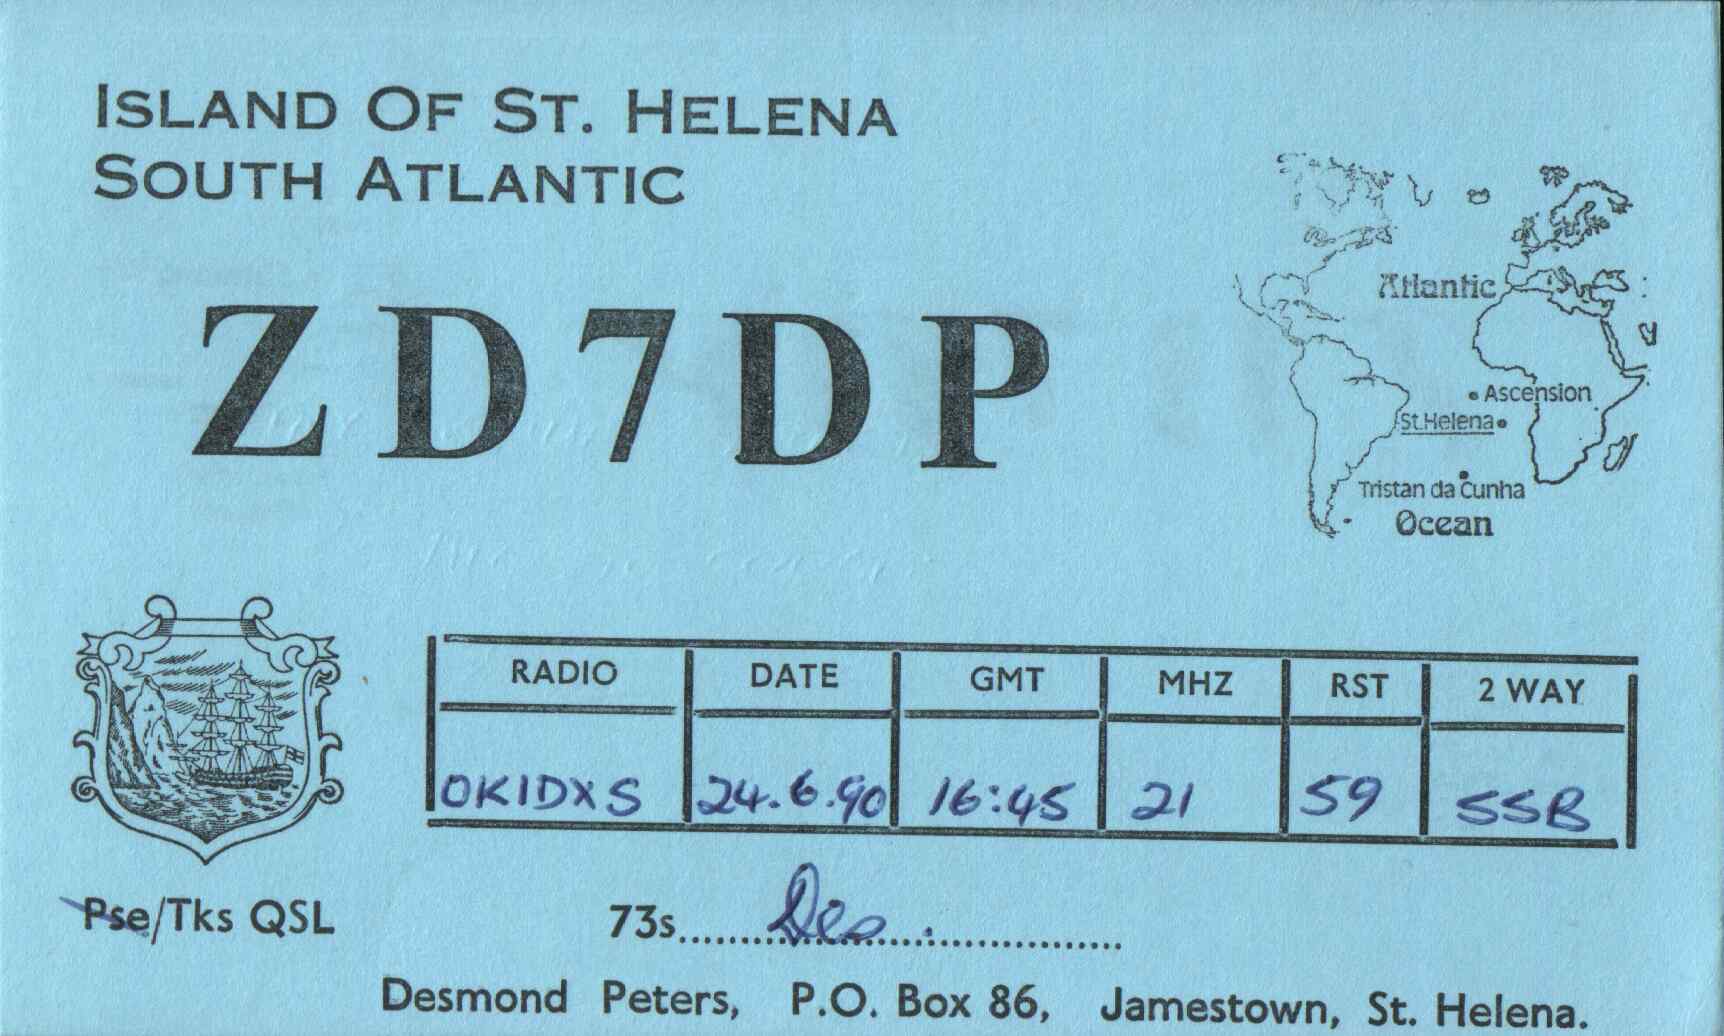 ISLAND OF ST. HELENA
SOUTH ATLANTIC
ZD7DP
Atlantic
Ascension
St.Helena
Tristan da Cunha
Ocean
RADIO DATE GMT MHZ RST 2 WAY
OK1DXS 24.6.90 16:45 21 59 SSB
Pse/Tks QSL 73s Des
Desmond Peters, P.O. Box 86, Jamestown, St. Helena.